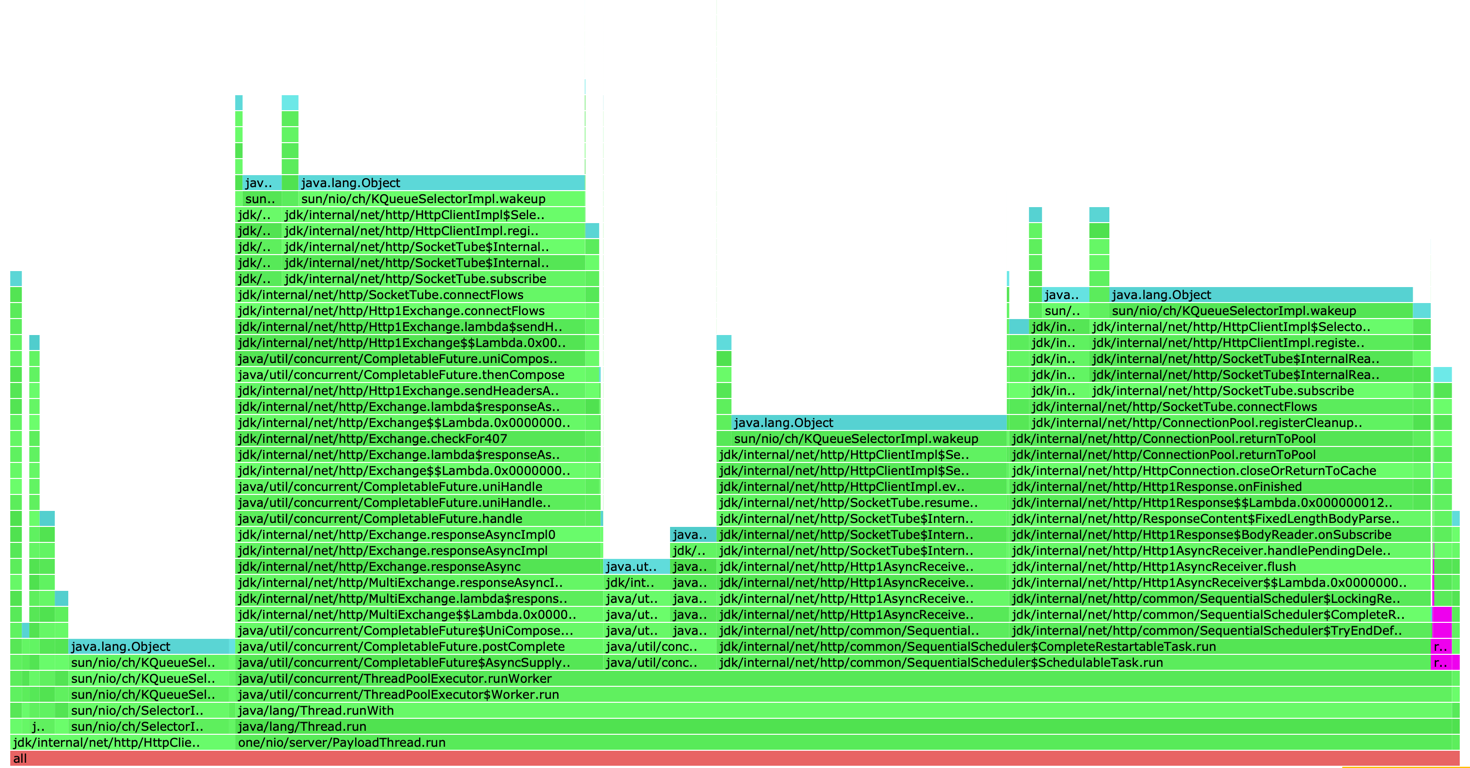 jav.. java.lang.Object
sun.. sun/nio/ch/KQueueSelectorImpl.wakeup
jdk/.. jdk/internal/net/http/HttpClientImpl$Sele..
jdk/.. jdk/internal/net/http/HttpClientImpl.regi..
jdk/.. jdk/internal/net/http/SocketTube$Internal..
jdk/.. jdk/internal/net/http/SocketTube$Internal..
jdk/.. jdk/internal/net/http/SocketTube.subscribe
jdk/internal/net/http/SocketTube.connectFlows java.. java.lang.Object
jdk/internal/net/http/Http1Exchange.connectFlows sun/.. sun/nio/ch/KQueueSelectorImpl.wakeup
jdk/internal/net/http/Http1Exchange.lambda$sendH.. jdk/in.. jdk/internal/net/http/HttpClientImpl$Selecto..
jdk/internal/net/http/Http1Exchange$$Lambda.0x00.. jdk/in.. jdk/internal/net/http/HttpClientImpl.registe..
java/util/concurrent/CompletableFuture.uniCompos.. jdk/in.. jdk/internal/net/http/SocketTube$InternalRea..
java/util/concurrent/CompletableFuture.thenCompose jdk/in.. jdk/internal/net/http/SocketTube$InternalRea..
jdk/internal/net/http/Http1Exchange.sendHeadersA.. jdk/in.. jdk/internal/net/http/SocketTube.subscribe
jdk/internal/net/http/Exchange.lambda$responseAs.. jdk/internal/net/http/SocketTube.connectFlows
jdk/internal/net/http/Exchange$$Lambda.0x0000000.. java.lang.Object jdk/internal/net/http/ConnectionPool.registerCleanup..
jdk/internal/net/http/Exchange.checkFor407 sun/nio/ch/KQueueSelectorImpl.wakeup jdk/internal/net/http/ConnectionPool.returnToPool
jdk/internal/net/http/Exchange.lambda$responseAs.. jdk/internal/net/http/HttpClientImpl$Se.. jdk/internal/net/http/ConnectionPool.returnToPool
jdk/internal/net/http/Exchange$$Lambda.0x0000000.. jdk/internal/net/http/HttpClientImpl$Se.. jdk/internal/net/http/HttpConnection.closeOrReturnToCache
java/util/concurrent/CompletableFuture.uniHandle jdk/internal/net/http/HttpClientImpl.ev.. jdk/internal/net/http/Http1Response.onFinished
java/util/concurrent/CompletableFuture.uniHandle.. jdk/internal/net/http/SocketTube.resume.. jdk/internal/net/http/Http1Response$$Lambda.0x000000012..
java/util/concurrent/CompletableFuture.handle jdk/internal/net/http/SocketTube$Intern.. jdk/internal/net/http/ResponseContent$FixedLengthBodyParse..
jdk/internal/net/http/Exchange.responseAsyncImpl0 java.. jdk/internal/net/http/SocketTube$Intern.. jdk/internal/net/http/Http1Response$BodyReader.onSubscribe
jdk/internal/net/http/Exchange.responseAsyncImpl jdk/.. jdk/internal/net/http/SocketTube$Intern.. jdk/internal/net/http/Http1AsyncReceiver.handlePendingDele..
jdk/internal/net/http/Exchange.responseAsync java.ut.. java.. jdk/internal/net/http/Http1AsyncReceive.. jdk/internal/net/http/Http1AsyncReceiver.flush
jdk/internal/net/http/MultiExchange.responseAsyncI.. jdk/int.. java.. jdk/internal/net/http/Http1AsyncReceive.. jdk/internal/net/http/Http1AsyncReceiver$$Lambda.0x0000000..
jdk/internal/net/http/MultiExchange.lambda$respons.. java/ut.. java.. jdk/internal/net/http/Http1AsyncReceive.. jdk/internal/net/http/common/SequentialScheduler$LockingRe..
jdk/internal/net/http/MultiExchange$$Lambda.0x0000.. java/ut.. java.. jdk/internal/net/http/Http1AsyncReceive.. jdk/internal/net/http/common/SequentialScheduler$CompleteR..
java/util/concurrent/CompletableFuture$UniCompose... java/ut.. java.. jdk/internal/net/http/common/Sequential.. jdk/internal/net/http/common/SequentialScheduler$TryEndDef..
java.lang.Object java/util/concurrent/CompletableFuture.postComplete java/util/conc.. jdk/internal/net/http/common/SequentialScheduler$CompleteRestartableTask.run r..
sun/nio/ch/KQueueSel.. java/util/concurrent/CompletableFuture$AsyncSupply.. java/util/conc.. jdk/internal/net/http/common/SequentialScheduler$SchedulableTask.run r..
sun/nio/ch/KQueueSel.. java/util/concurrent/ThreadPoolExecutor.runWorker
sun/nio/ch/KQueueSel.. java/util/concurrent/ThreadPoolExecutor$Worker.run
sun/nio/ch/SelectorI.. java/lang/Thread.runWith
j.. sun/nio/ch/SelectorI.. java/lang/Thread.run
jdk/internal/net/http/HttpClie.. one/nio/server/PayloadThread.run
all